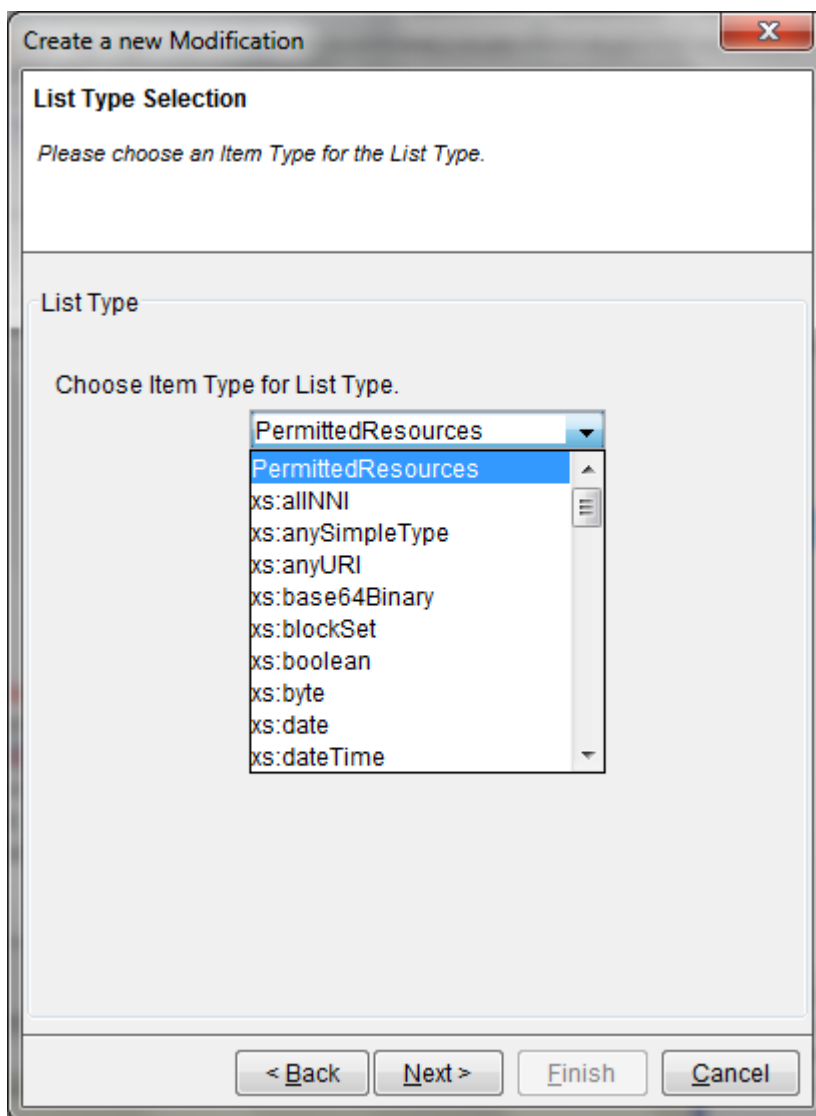 Create a new Modification
List Type Selection
Please choose an Item Type for the List Type.
List Type
Choose Item Type for List Type.
PermittedResources
PermittedResources
xs:allNNI
xs:anySimpleType
xs:anyURI
xs:base64Binary
xs:blockSet
xs:boolean
xs:byte
xs:date
xs:dateTime
< Back Next > Finish Cancel